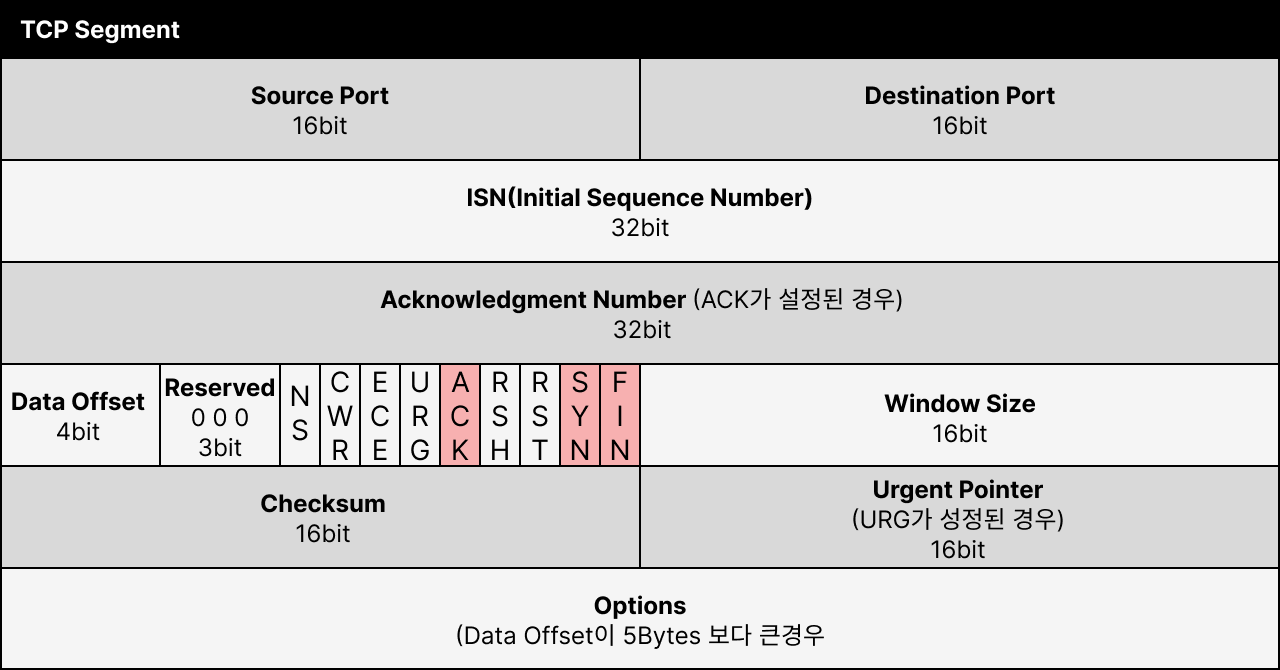 TCP Segment
Source Port
16bit
Destination Port
16bit
ISN(Initial Sequence Number)
32bit
Acknowledgment Number (ACK가 설정된 경우)
32bit
Data Offset
4bit
Reserved
0 0 0
3bit
NS
CWR
ECE
URG
ACK
RSH
RST
SYN
FIN
Window Size
16bit
Checksum
16bit
Urgent Pointer
(URG가 성정된 경우)
16bit
Options
(Data Offset이 5Bytes 보다 큰경우